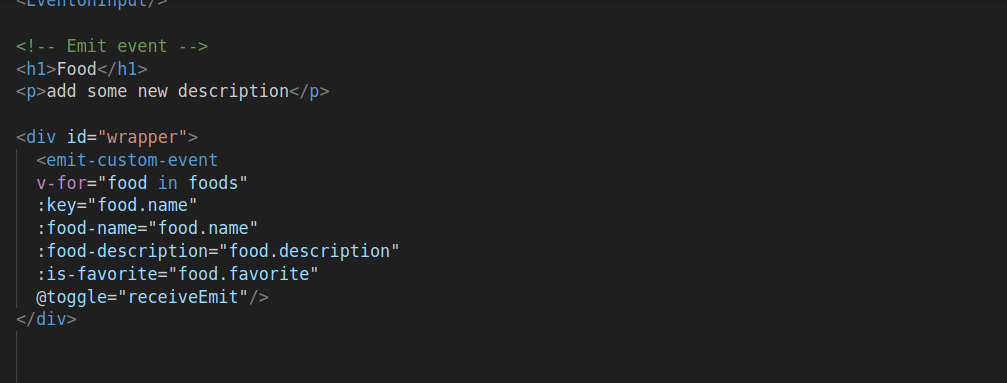 <EventOnInput/>
<!-- Emit event -->
<h1>Food</h1>
<p>add some new description</p>
<div id="wrapper">
<emit-custom-event
v-for="food in foods"
:key="food.name"
:food-name="food.name"
:food-description="food.description"
:is-favorite="food.favorite"
@toggle="receiveEmit"/>
</div>